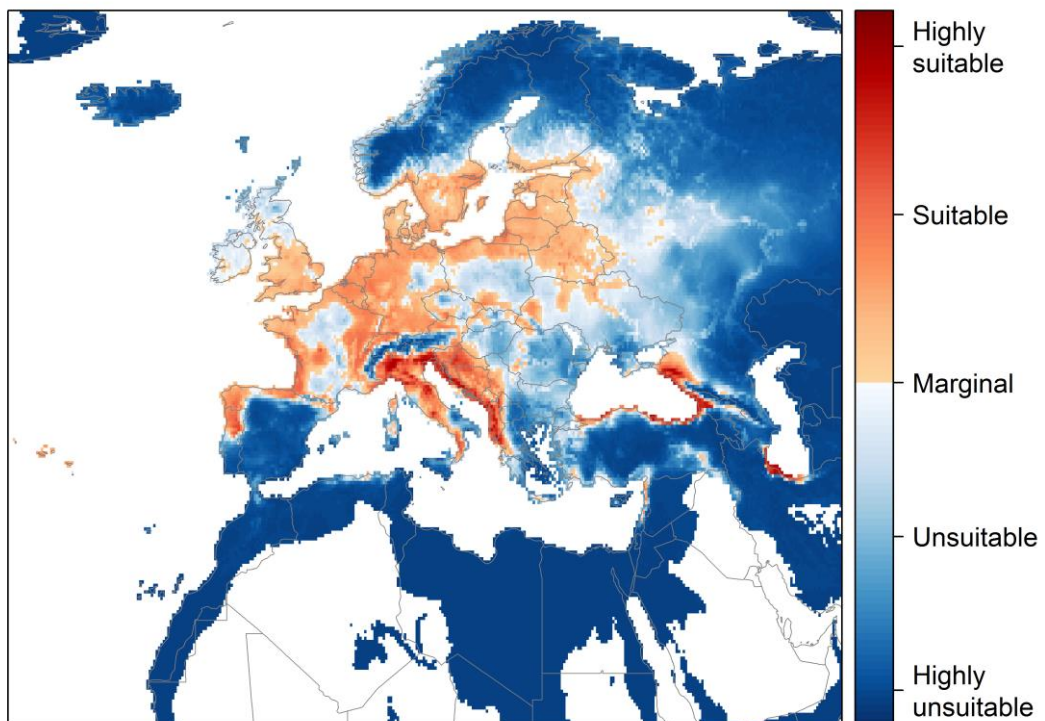 Highly
suitable
Suitable
Marginal
Unsuitable
Highly
unsuitable